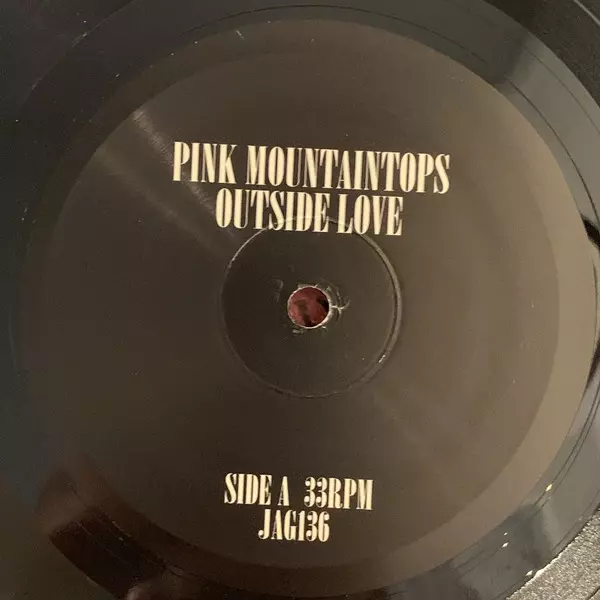 PINK MOUNTAINTOPS
OUTSIDE LOVE
SIDE A 33RPM
JAG136